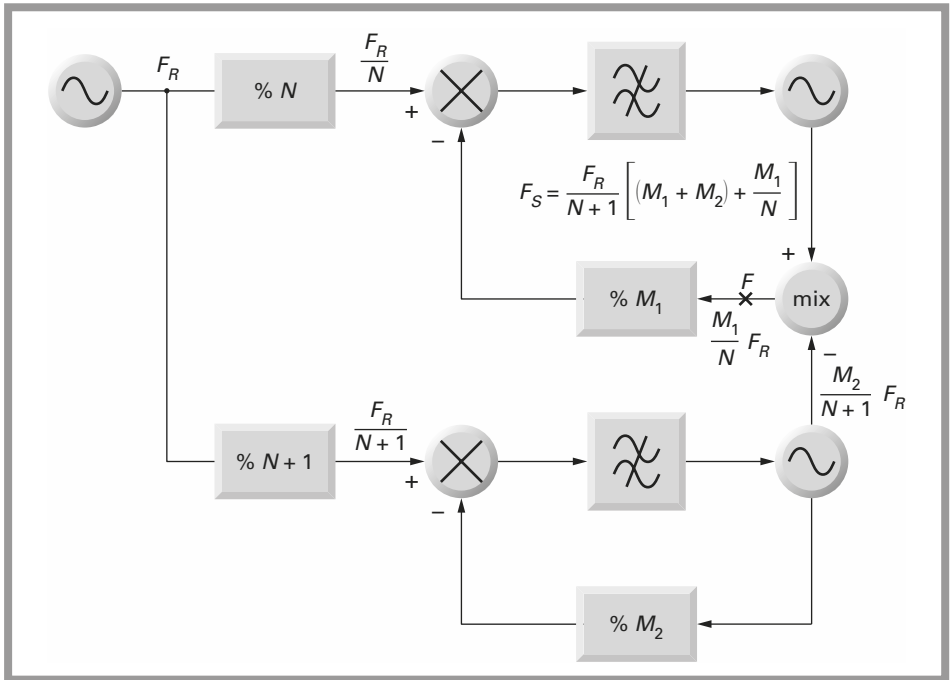 F_R
% N
F_R/N
+
−
F_S = F_R/(N + 1) [(M_1 + M_2) + M_1/N]
+
mix
F
% M_1
M_1/N F_R
−
M_2/(N + 1) F_R
% N + 1
F_R/(N + 1)
+
−
% M_2